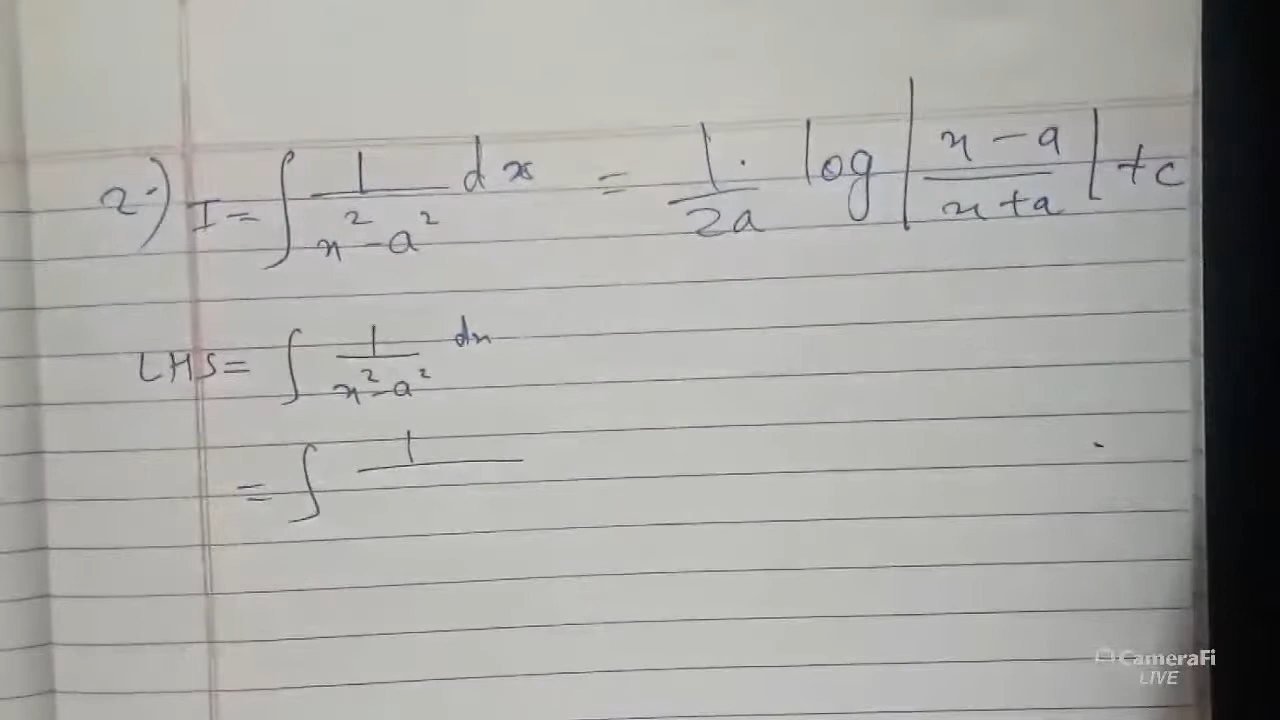 2.) I = ∫ 1/(x² - a²) dx = 1/2a . log |(x - a)/(x + a)| + c
LHS = ∫ 1/(x² - a²) dx
= ∫ 1/
CameraFi
LIVE